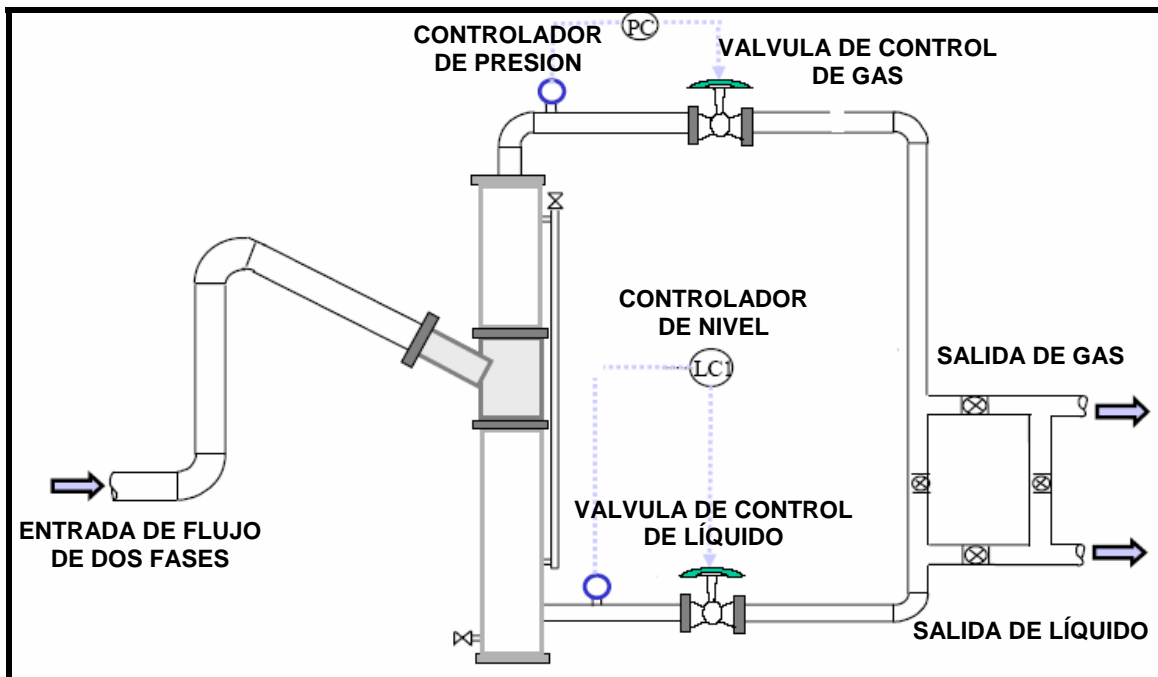 CONTROLADOR
DE PRESION
PC
VALVULA DE CONTROL
DE GAS
CONTROLADOR
DE NIVEL
LC1
SALIDA DE GAS
ENTRADA DE FLUJO
DE DOS FASES
VALVULA DE CONTROL
DE LÍQUIDO
SALIDA DE LÍQUIDO